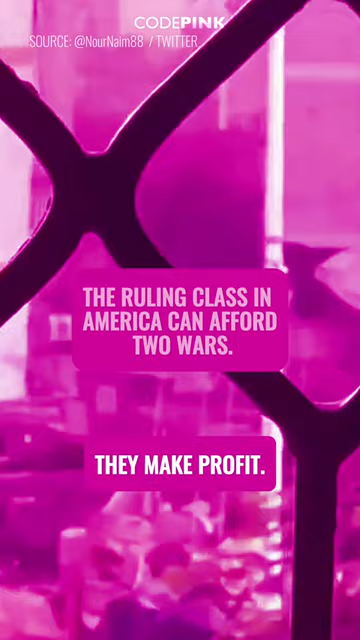 CODEPINK
SOURCE: @NourNaim88 / TWITTER
THE RULING CLASS IN
AMERICA CAN AFFORD
TWO WARS.
THEY MAKE PROFIT.